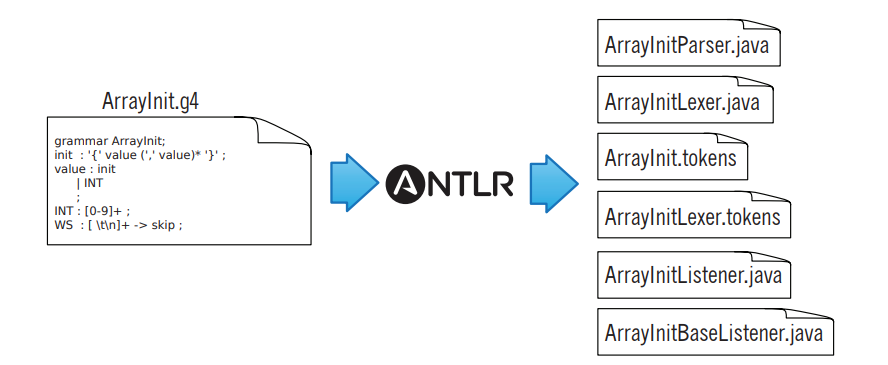 ArrayInit.g4
grammar ArrayInit;
init : '{' value (',' value)* '}' ;
value : init
| INT
;
INT : [0-9]+ ;
WS : [ \t\n]+ -> skip ;
ANTLR
ArrayInitParser.java
ArrayInitLexer.java
ArrayInit.tokens
ArrayInitLexer.tokens
ArrayInitListener.java
ArrayInitBaseListener.java